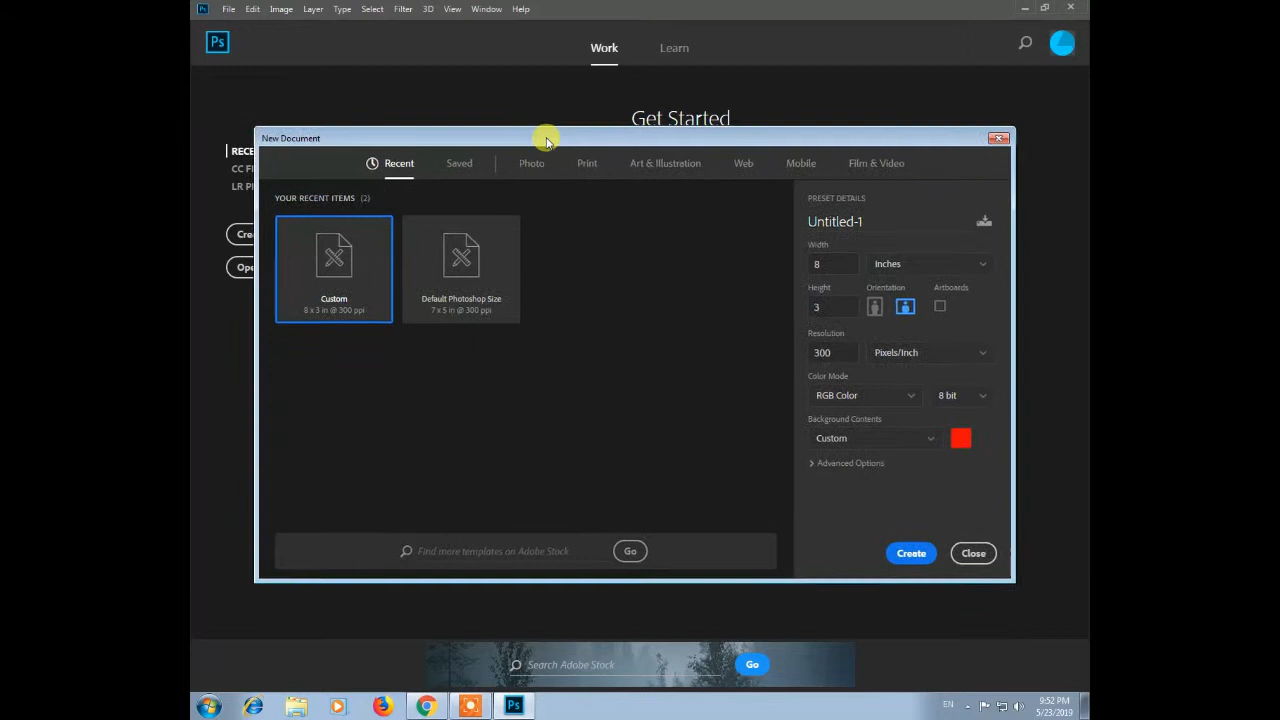 Ps File Edit Image Layer Type Select Filter 3D View Window Help
Ps Work Learn
Get Started
New Document
Recent Saved Photo Print Art & Illustration Web Mobile Film & Video
YOUR RECENT ITEMS (2)
Custom
8 x 3 in @ 300 ppi
Default Photoshop Size
7 x 5 in @ 300 ppi
PRESET DETAILS
Untitled-1
Width
8 Inches
Height Orientation Artboards
3
Resolution
300 Pixels/Inch
Color Mode
RGB Color 8 bit
Background Contents
Custom
Advanced Options
Find more templates on Adobe Stock Go
Create Close
Search Adobe Stock Go
Ps EN 9:52 PM
5/23/2019